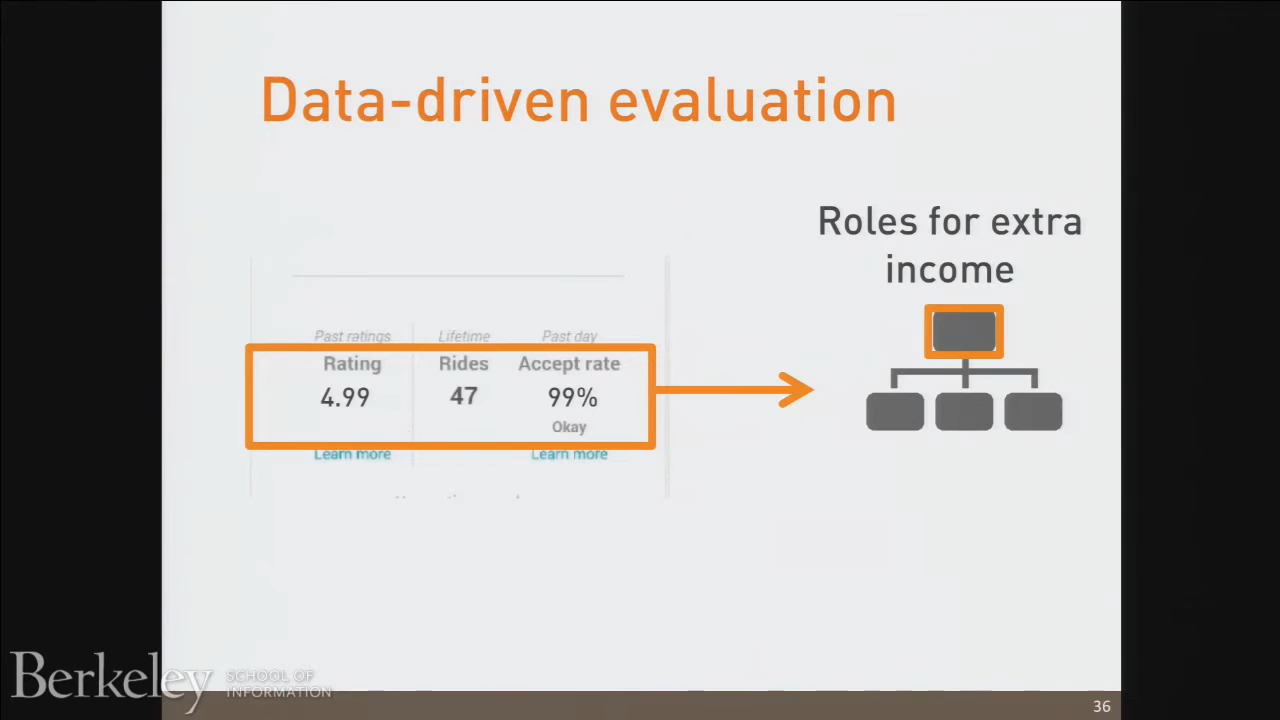 Data-driven evaluation
Roles for extra
income
Past ratings Lifetime Past day
Rating Rides Accept rate
4.99 47 99%
Okay
Learn more Learn more
Berkeley SCHOOL OF
INFORMATION
36